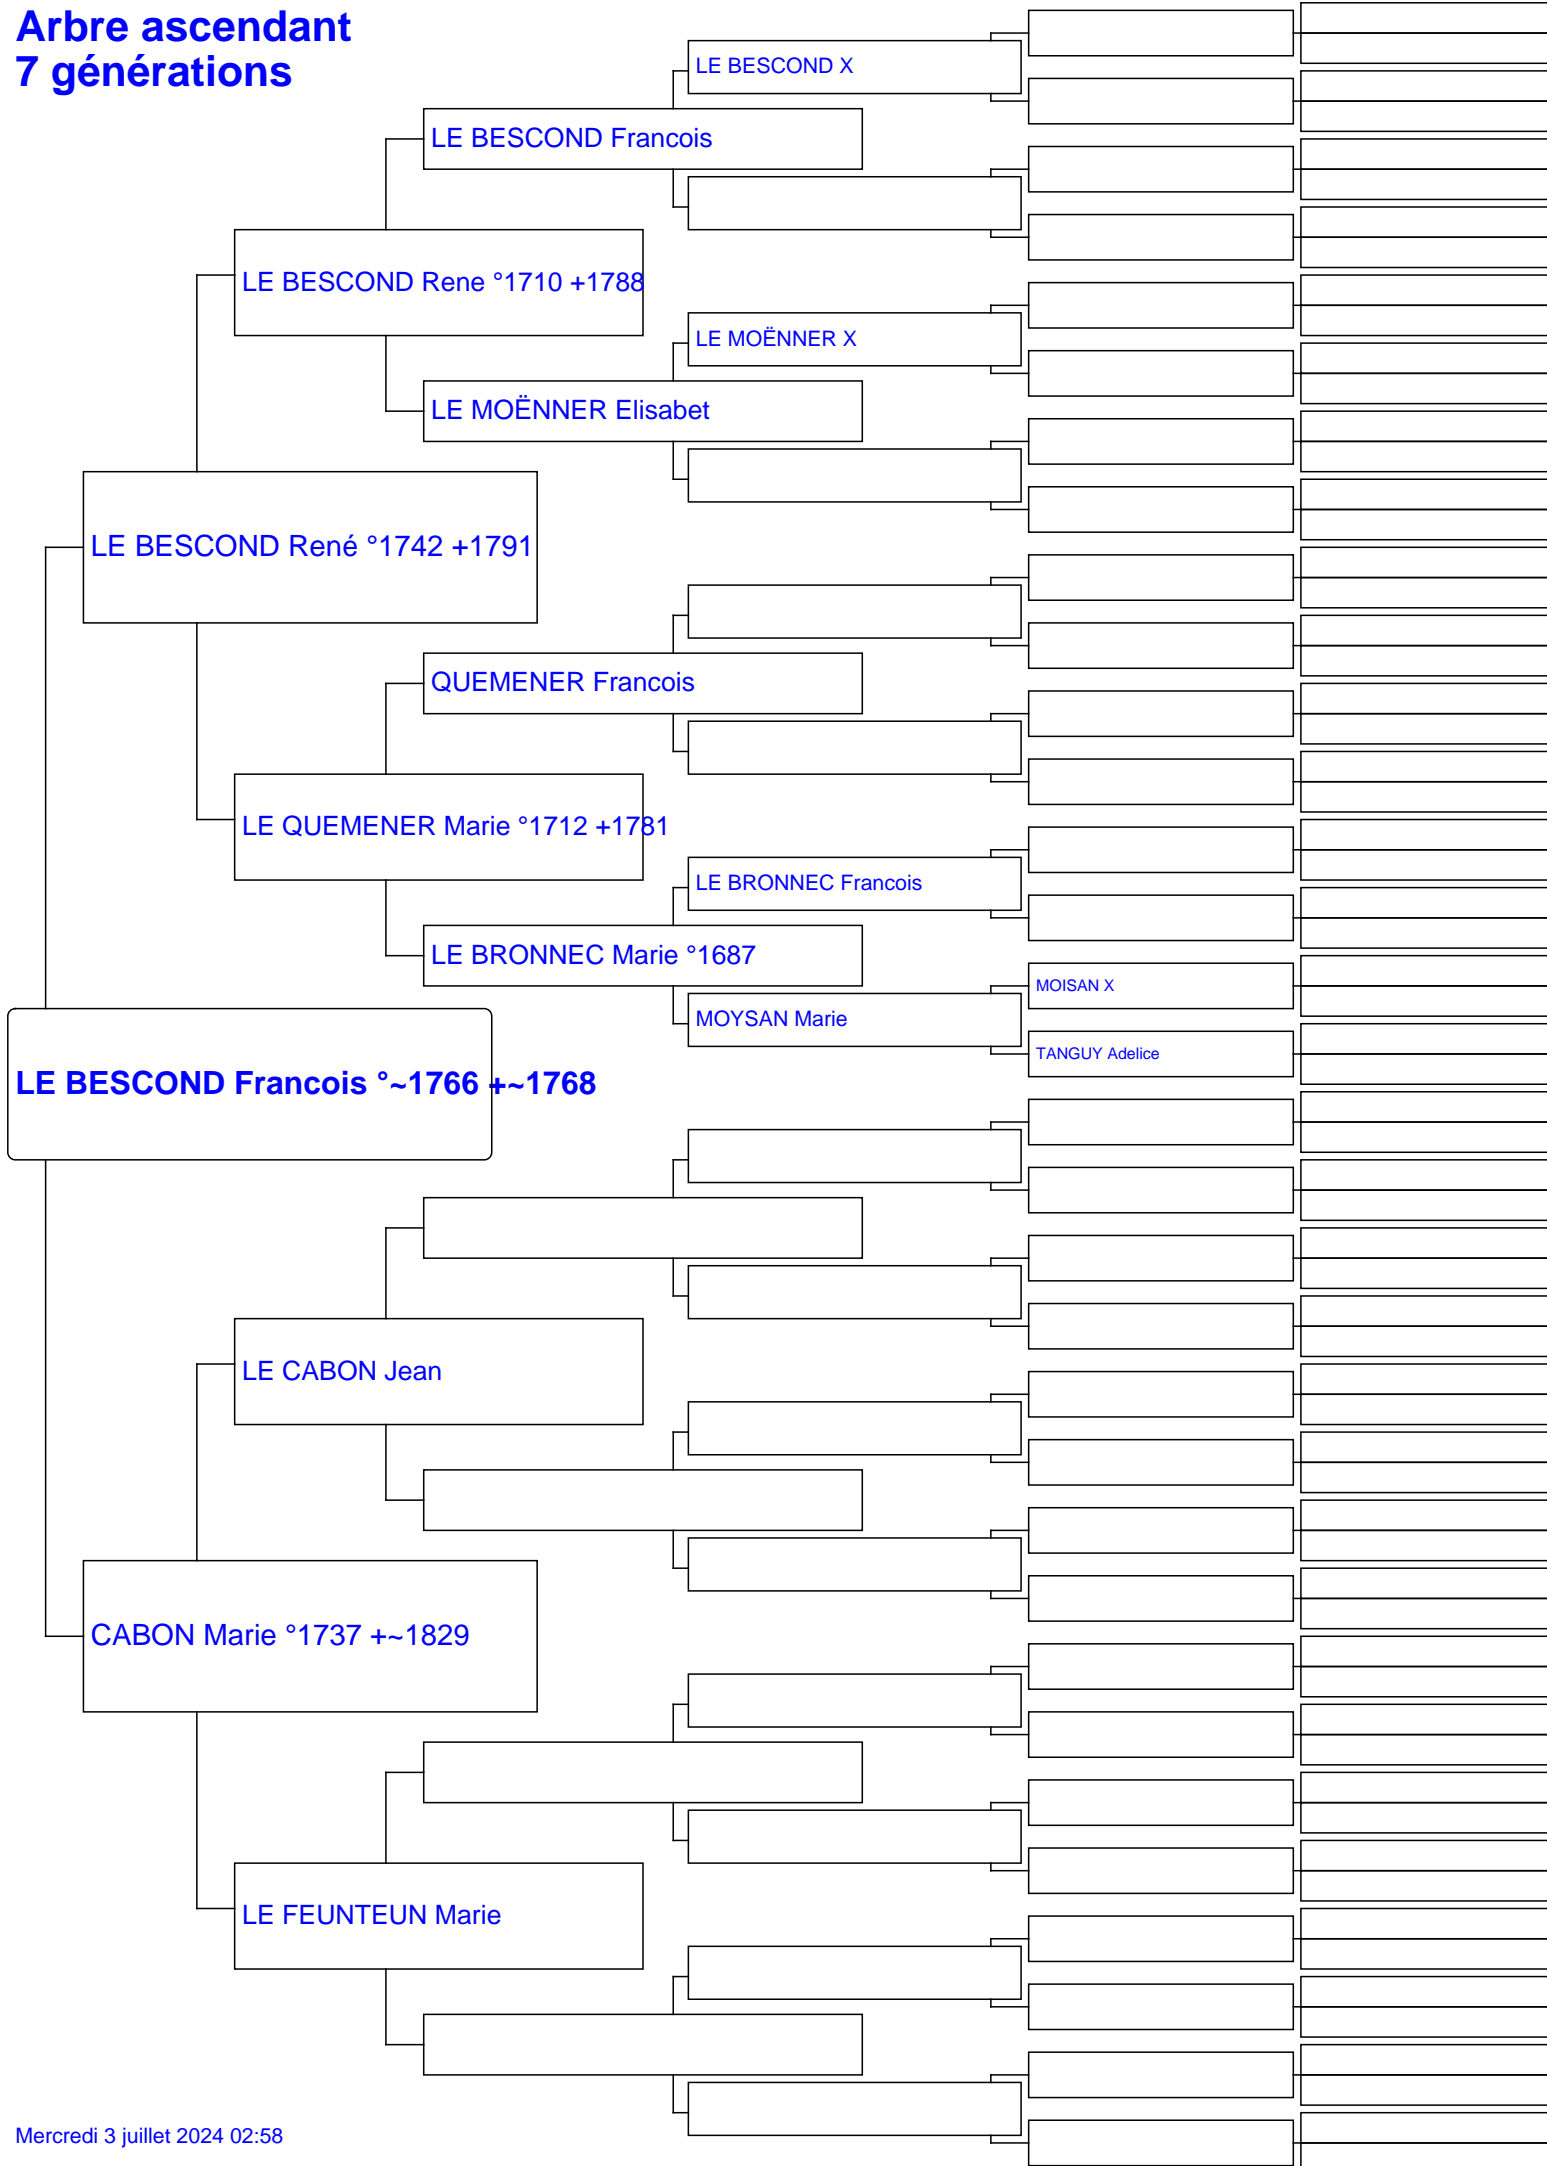 Arbre ascendant
7 générations
LE BESCOND X
LE BESCOND Francois
LE BESCOND Rene °1710 +1788
LE MOËNNER X
LE MOËNNER Elisabet
LE BESCOND René °1742 +1791
QUEMENER Francois
LE QUEMENER Marie °1712 +1781
LE BRONNEC Francois
LE BRONNEC Marie °1687
MOISAN X
MOYSAN Marie
TANGUY Adelice
LE BESCOND Francois °~1766 +~1768
LE CABON Jean
CABON Marie °1737 +~1829
LE FEUNTEUN Marie
Mercredi 3 juillet 2024 02:58